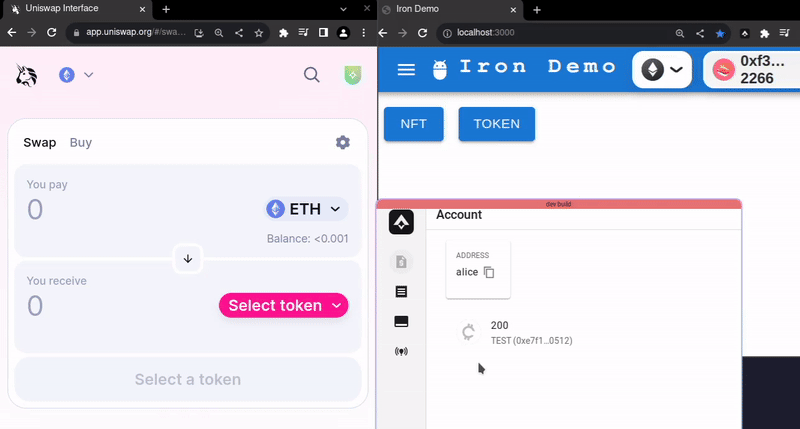 Uniswap Interface
app.uniswap.org/#/swa...
Swap
Buy
You pay
0
ETH
Balance: <0.001
You receive
0
Select token
Select a token
Iron Demo
localhost:3000
Iron Demo
0xf3...
2266
NFT
TOKEN
dev build
Account
ADDRESS
alice
200
TEST (0xe7f1...0512)